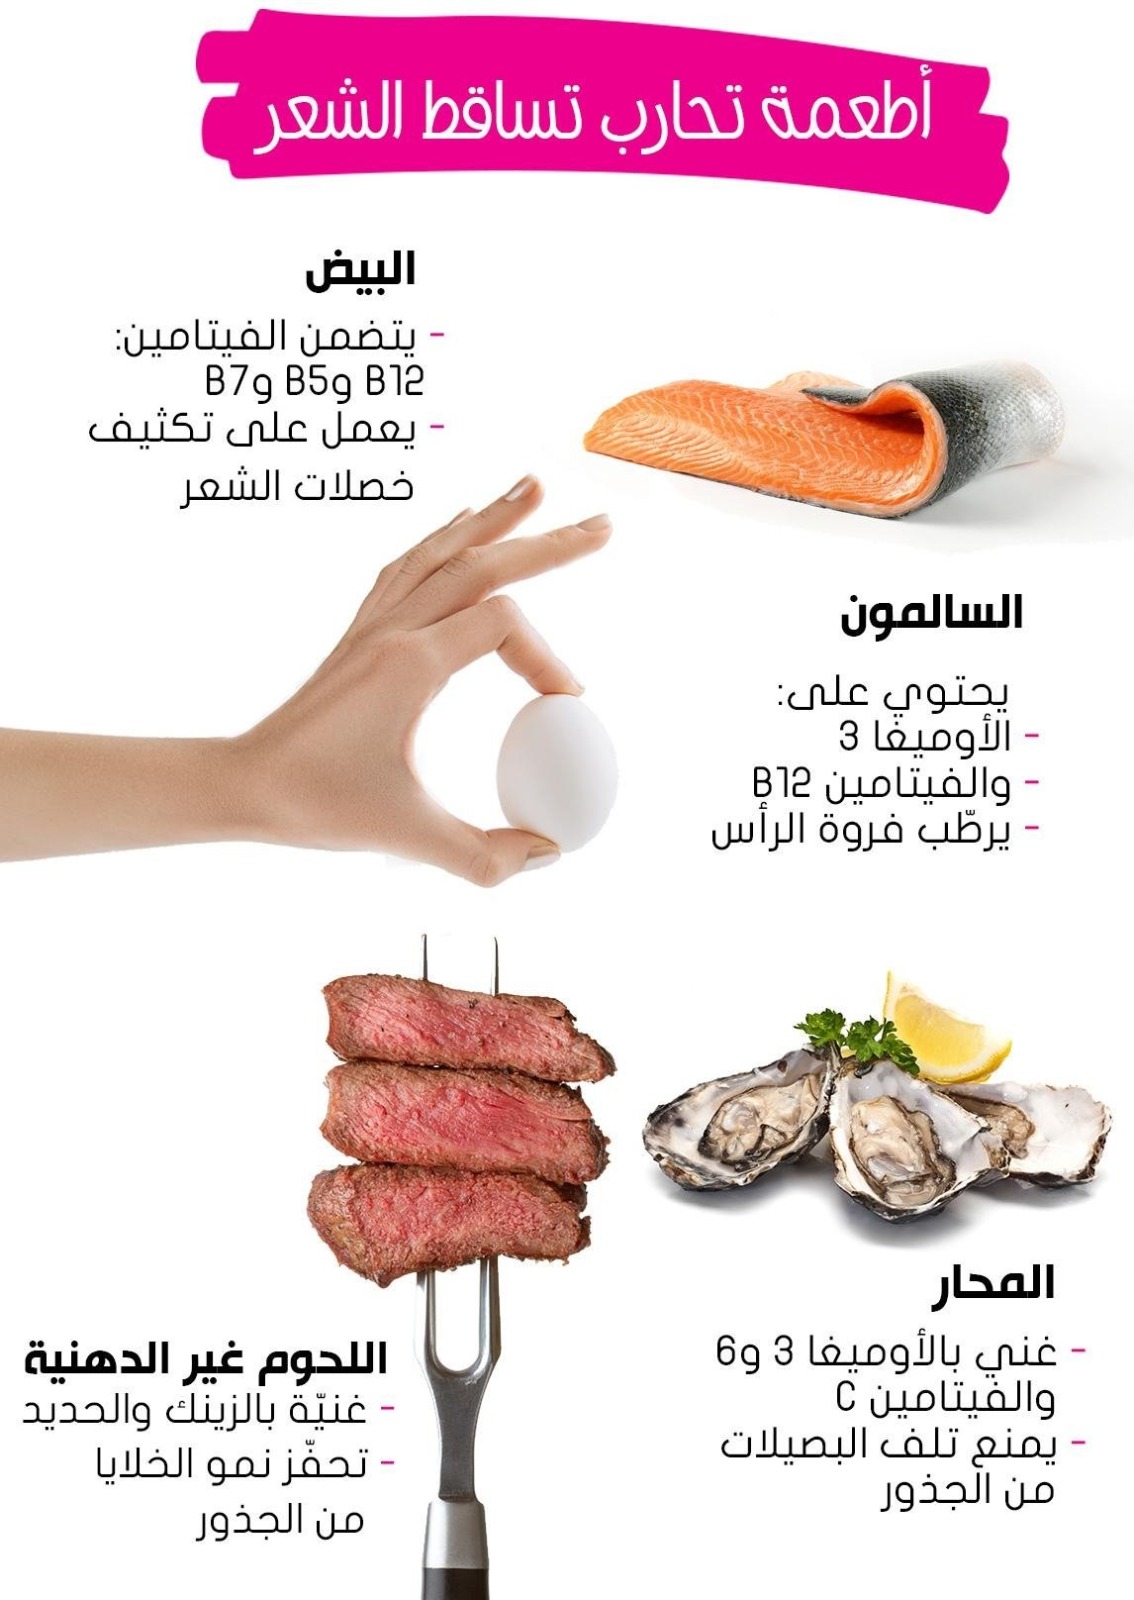 أطعمة تحارب تساقط الشعر
البيض
- يتضمن الفيتامين:
B12 وB5 وB7
- يعمل على تكثيف
خصلات الشعر
السالمون
يحتوي على:
- الأوميغا 3
- والفيتامين B12
- يرطّب فروة الرأس
المحار
- غني بالأوميغا 3 و6
والفيتامين C
- يمنع تلف البصيلات
من الجذور
اللحوم غير الدهنية
- غنيّة بالزينك والحديد
- تحفّز نمو الخلايا
من الجذور